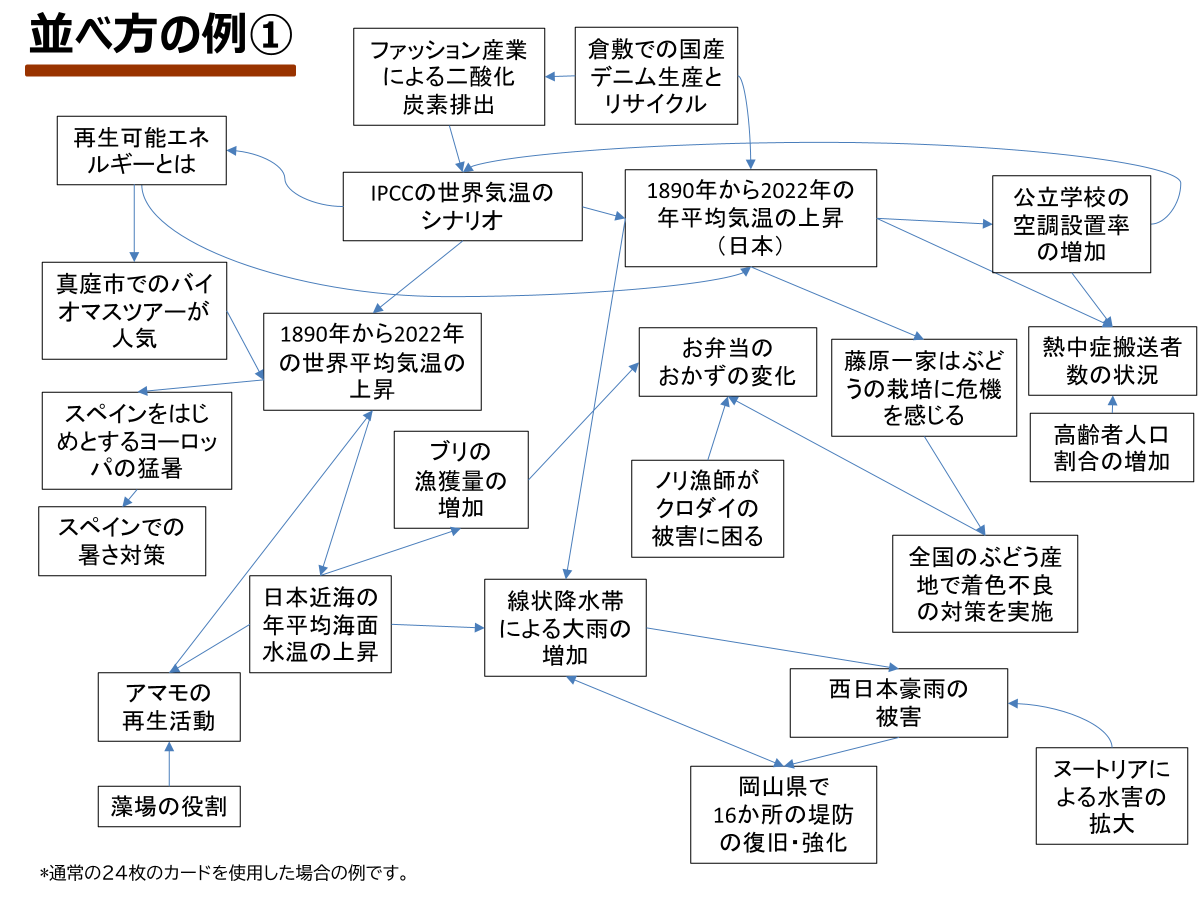 並べ方の例①
ファッション産業
による二酸化
炭素排出
倉敷での国産
デニム生産と
リサイクル
再生可能エネ
ルギーとは
IPCCの世界気温の
シナリオ
1890年から2022年の
年平均気温の上昇
（日本）
公立学校の
空調設置率
の増加
真庭市でのバイ
オマスツアーが
人気
1890年から2022年
の世界平均気温の
上昇
お弁当の
おかずの変化
藤原一家はぶど
うの栽培に危機
を感じる
熱中症搬送者
数の状況
スペインをはじ
めとするヨーロッ
パの猛暑
ブリの
漁獲量の
増加
高齢者人口
割合の増加
ノリ漁師が
クロダイの
被害に困る
スペインでの
暑さ対策
全国のぶどう産
地で着色不良
の対策を実施
日本近海の
年平均海面
水温の上昇
線状降水帯
による大雨の
増加
アマモの
再生活動
西日本豪雨の
被害
藻場の役割
岡山県で
16か所の堤防
の復旧・強化
ヌートリアに
よる水害の
拡大
*通常の24枚のカードを使用した場合の例です。